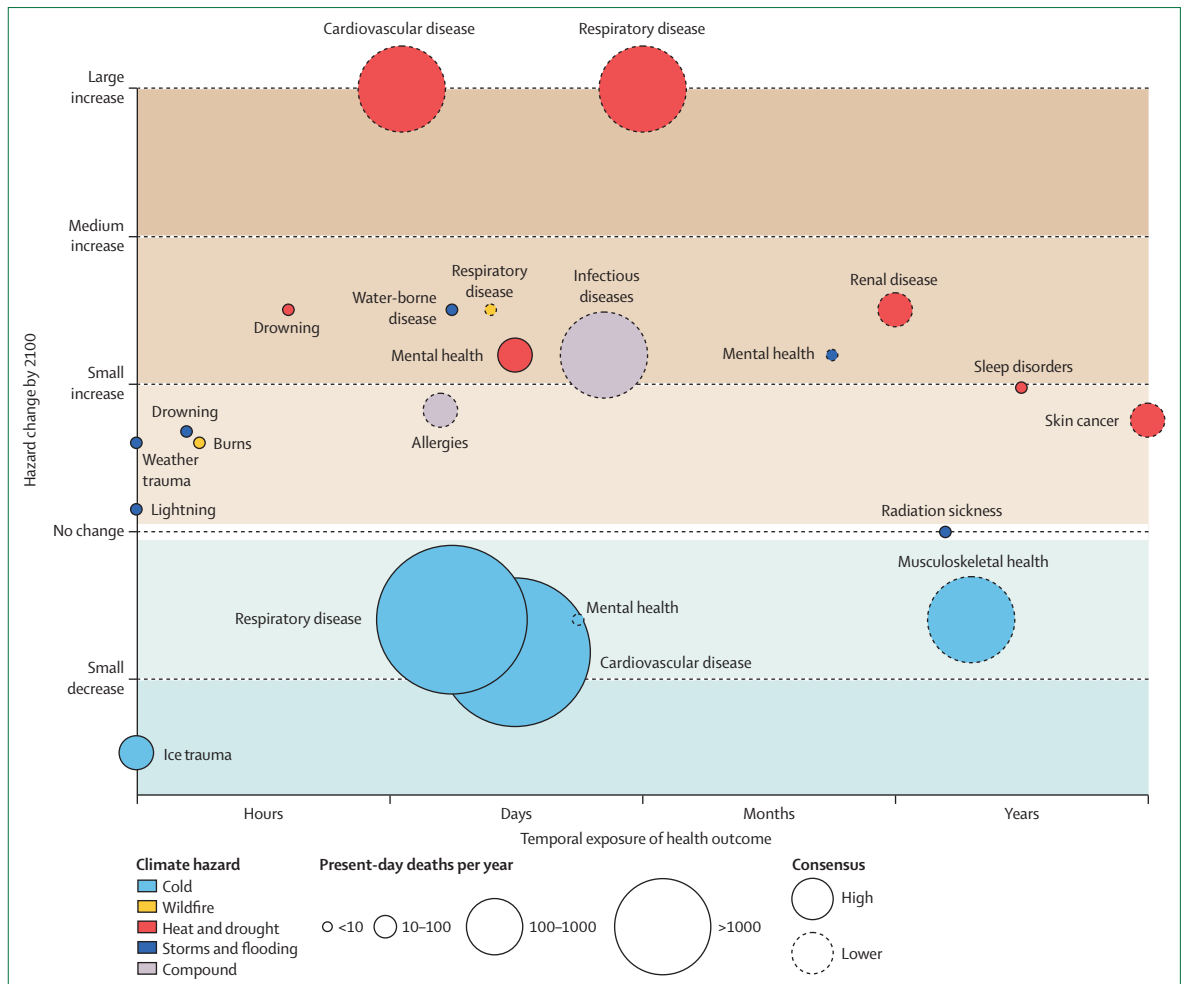 Cardiovascular disease
Respiratory disease
Large
increase
Medium
increase
Respiratory
disease
Infectious
diseases
Renal disease
Water-borne
disease
Drowning
Mental health
Mental health
Hazard change by 2100
Small
increase
Sleep disorders
Drowning
Skin cancer
Burns
Allergies
Weather
trauma
Lightning
Radiation sickness
No change
Musculoskeletal health
Mental health
Respiratory disease
Cardiovascular disease
Small
decrease
Ice trauma
Hours
Days
Months
Years
Temporal exposure of health outcome
Climate hazard
Cold
Wildfire
Heat and drought
Storms and flooding
Compound
Present-day deaths per year
<10
10–100
100–1000
>1000
Consensus
High
Lower